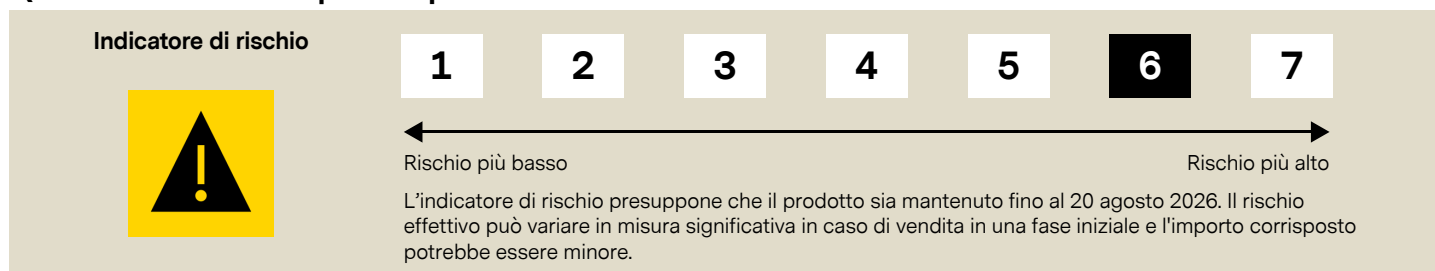 Indicatore di rischio
1 2 3 4 5 6 7
Rischio più basso Rischio più alto
L'indicatore di rischio presuppone che il prodotto sia mantenuto fino al 20 agosto 2026. Il rischio
effettivo può variare in misura significativa in caso di vendita in una fase iniziale e l'importo corrisposto
potrebbe essere minore.